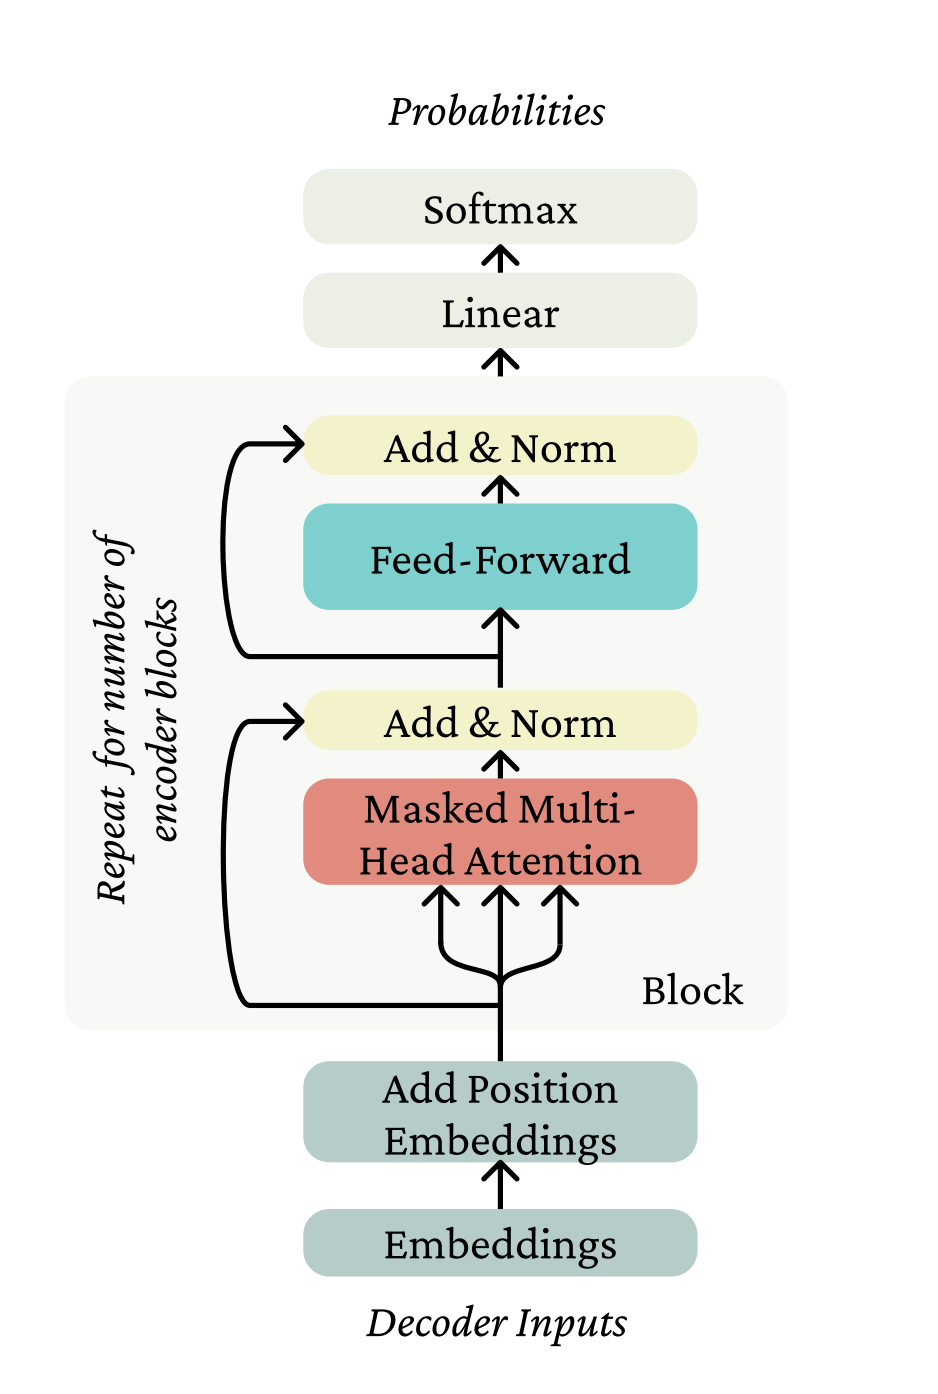 Probabilities
Softmax
Linear
Add & Norm
Feed-Forward
Repeat for number of
encoder blocks
Add & Norm
Masked Multi-
Head Attention
Block
Add Position
Embeddings
Embeddings
Decoder Inputs